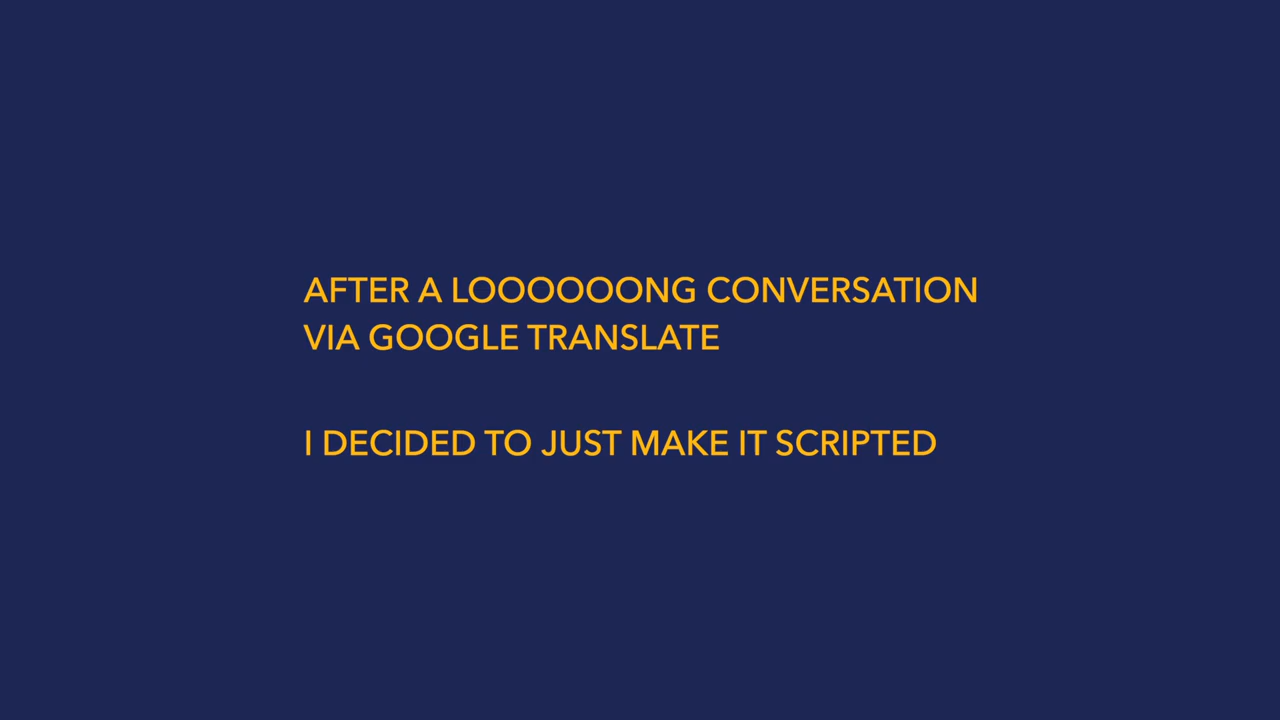 AFTER A LOOOOOONG CONVERSATION
VIA GOOGLE TRANSLATE
I DECIDED TO JUST MAKE IT SCRIPTED